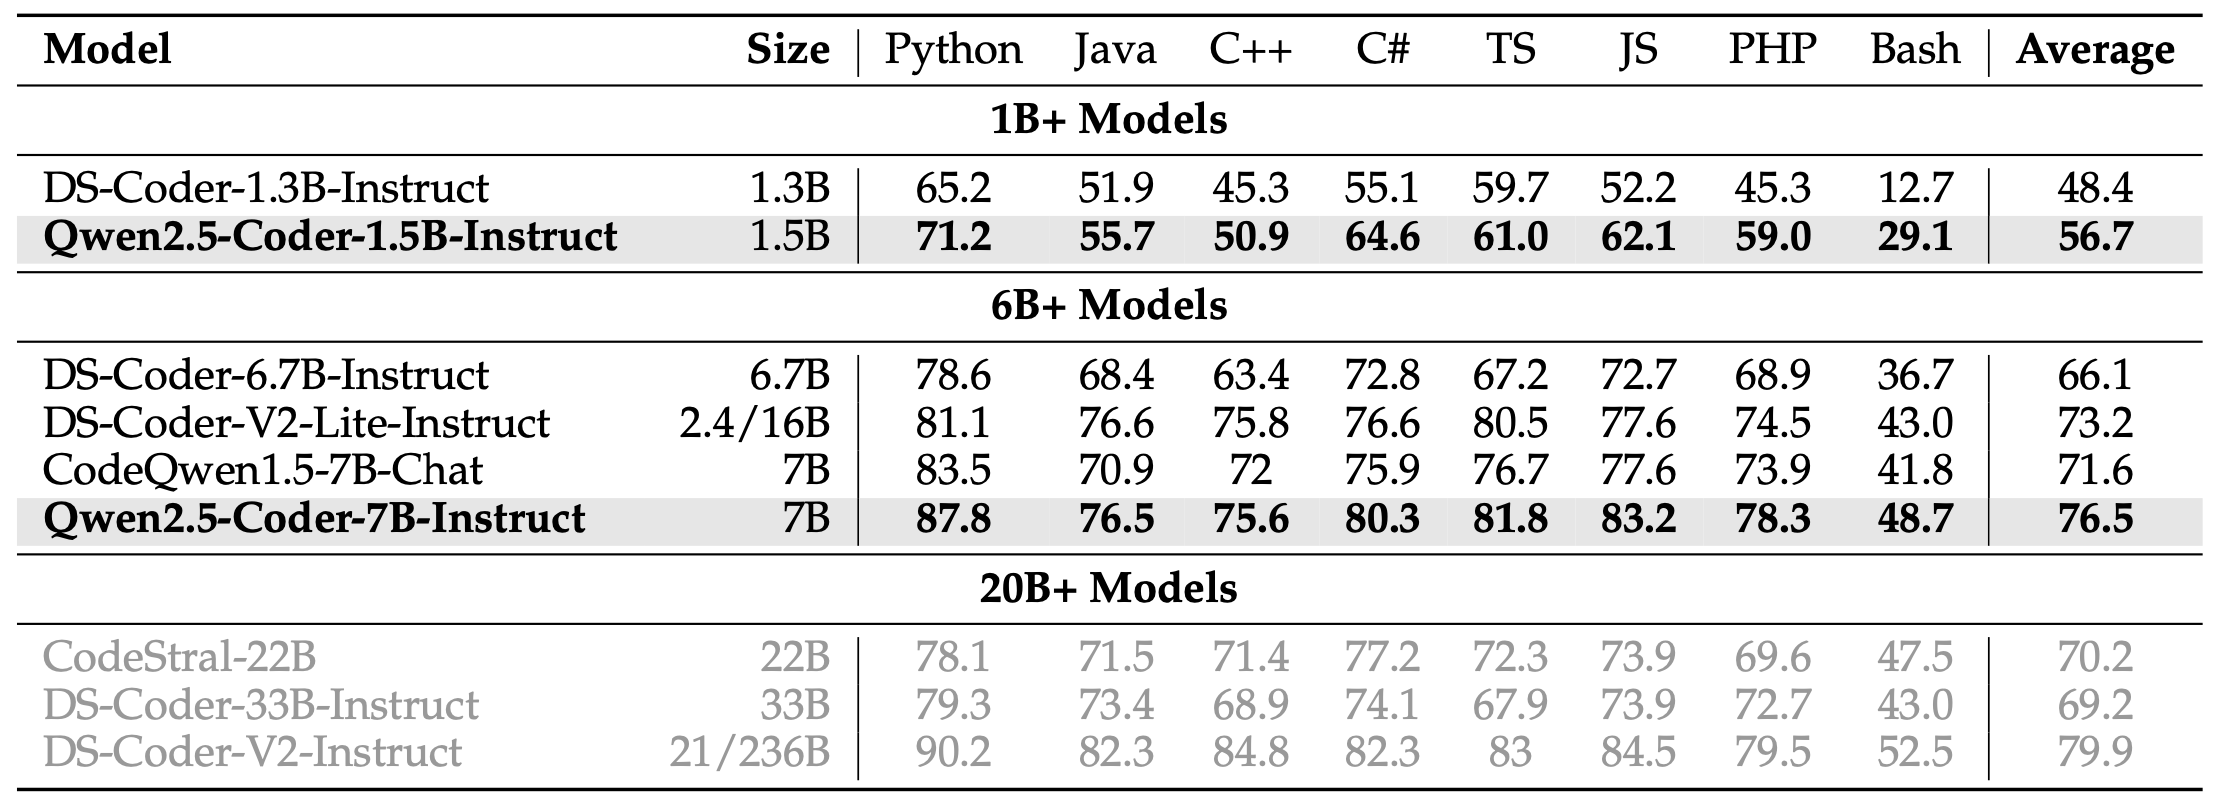 Model Size Python Java C++ C# TS JS PHP Bash Average
1B+ Models
DS-Coder-1.3B-Instruct 1.3B 65.2 51.9 45.3 55.1 59.7 52.2 45.3 12.7 48.4
Qwen2.5-Coder-1.5B-Instruct 1.5B 71.2 55.7 50.9 64.6 61.0 62.1 59.0 29.1 56.7
6B+ Models
DS-Coder-6.7B-Instruct 6.7B 78.6 68.4 63.4 72.8 67.2 72.7 68.9 36.7 66.1
DS-Coder-V2-Lite-Instruct 2.4/16B 81.1 76.6 75.8 76.6 80.5 77.6 74.5 43.0 73.2
CodeQwen1.5-7B-Chat 7B 83.5 70.9 72 75.9 76.7 77.6 73.9 41.8 71.6
Qwen2.5-Coder-7B-Instruct 7B 87.8 76.5 75.6 80.3 81.8 83.2 78.3 48.7 76.5
20B+ Models
CodeStral-22B 22B 78.1 71.5 71.4 77.2 72.3 73.9 69.6 47.5 70.2
DS-Coder-33B-Instruct 33B 79.3 73.4 68.9 74.1 67.9 73.9 72.7 43.0 69.2
DS-Coder-V2-Instruct 21/236B 90.2 82.3 84.8 82.3 83 84.5 79.5 52.5 79.9